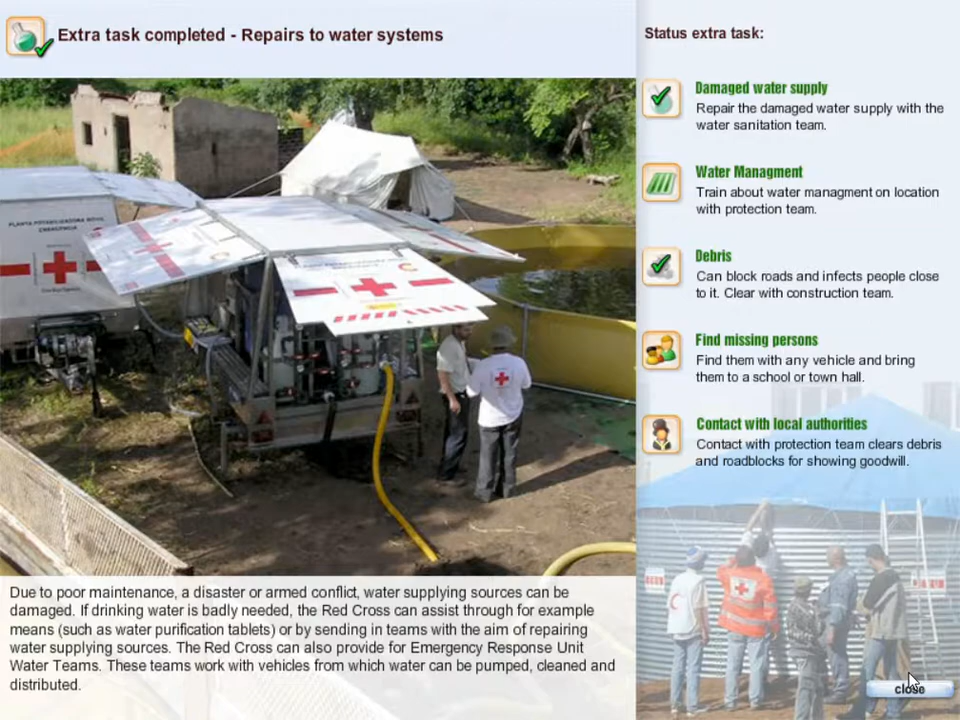 Extra task completed - Repairs to water systems
Status extra task:
Damaged water supply
Repair the damaged water supply with the
water sanitation team.
Water Managment
Train about water managment on location
with protection team.
Debris
Can block roads and infects people close
to it. Clear with construction team.
Find missing persons
Find them with any vehicle and bring
them to a school or town hall.
Contact with local authorities
Contact with protection team clears debris
and roadblocks for showing goodwill.
PLANTA POTABILIZADORA MÓVIL
EMERGENCIA
Due to poor maintenance, a disaster or armed conflict, water supplying sources can be
damaged. If drinking water is badly needed, the Red Cross can assist through for example
means (such as water purification tablets) or by sending in teams with the aim of repairing
water supplying sources. The Red Cross can also provide for Emergency Response Unit
Water Teams. These teams work with vehicles from which water can be pumped, cleaned and
distributed.
close